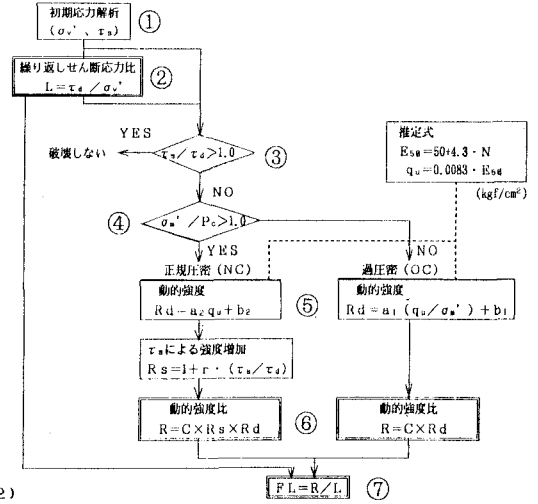 初期応力解析
(σv'、τs)
①
②
繰り返しせん断応力比
L=τd/σv'
YES
破壊しない
τs/τd>1.0
③
推定式
E50=50+4.3・N
qu=0.0083・E50
(kgf/cm²)
NO
④
σm'/Pc>1.0
YES
NO
正規圧密(NC)
過圧密(OC)
動的強度
Rd=a2qu+b2
⑤
動的強度
Rd=a1(qu/σm')+b1
τsによる強度増加
Rs=1+r・(τs/τd)
動的強度比
R=C×Rs×Rd
⑥
動的強度比
R=C×Rd
FL=R/L
⑦
2)